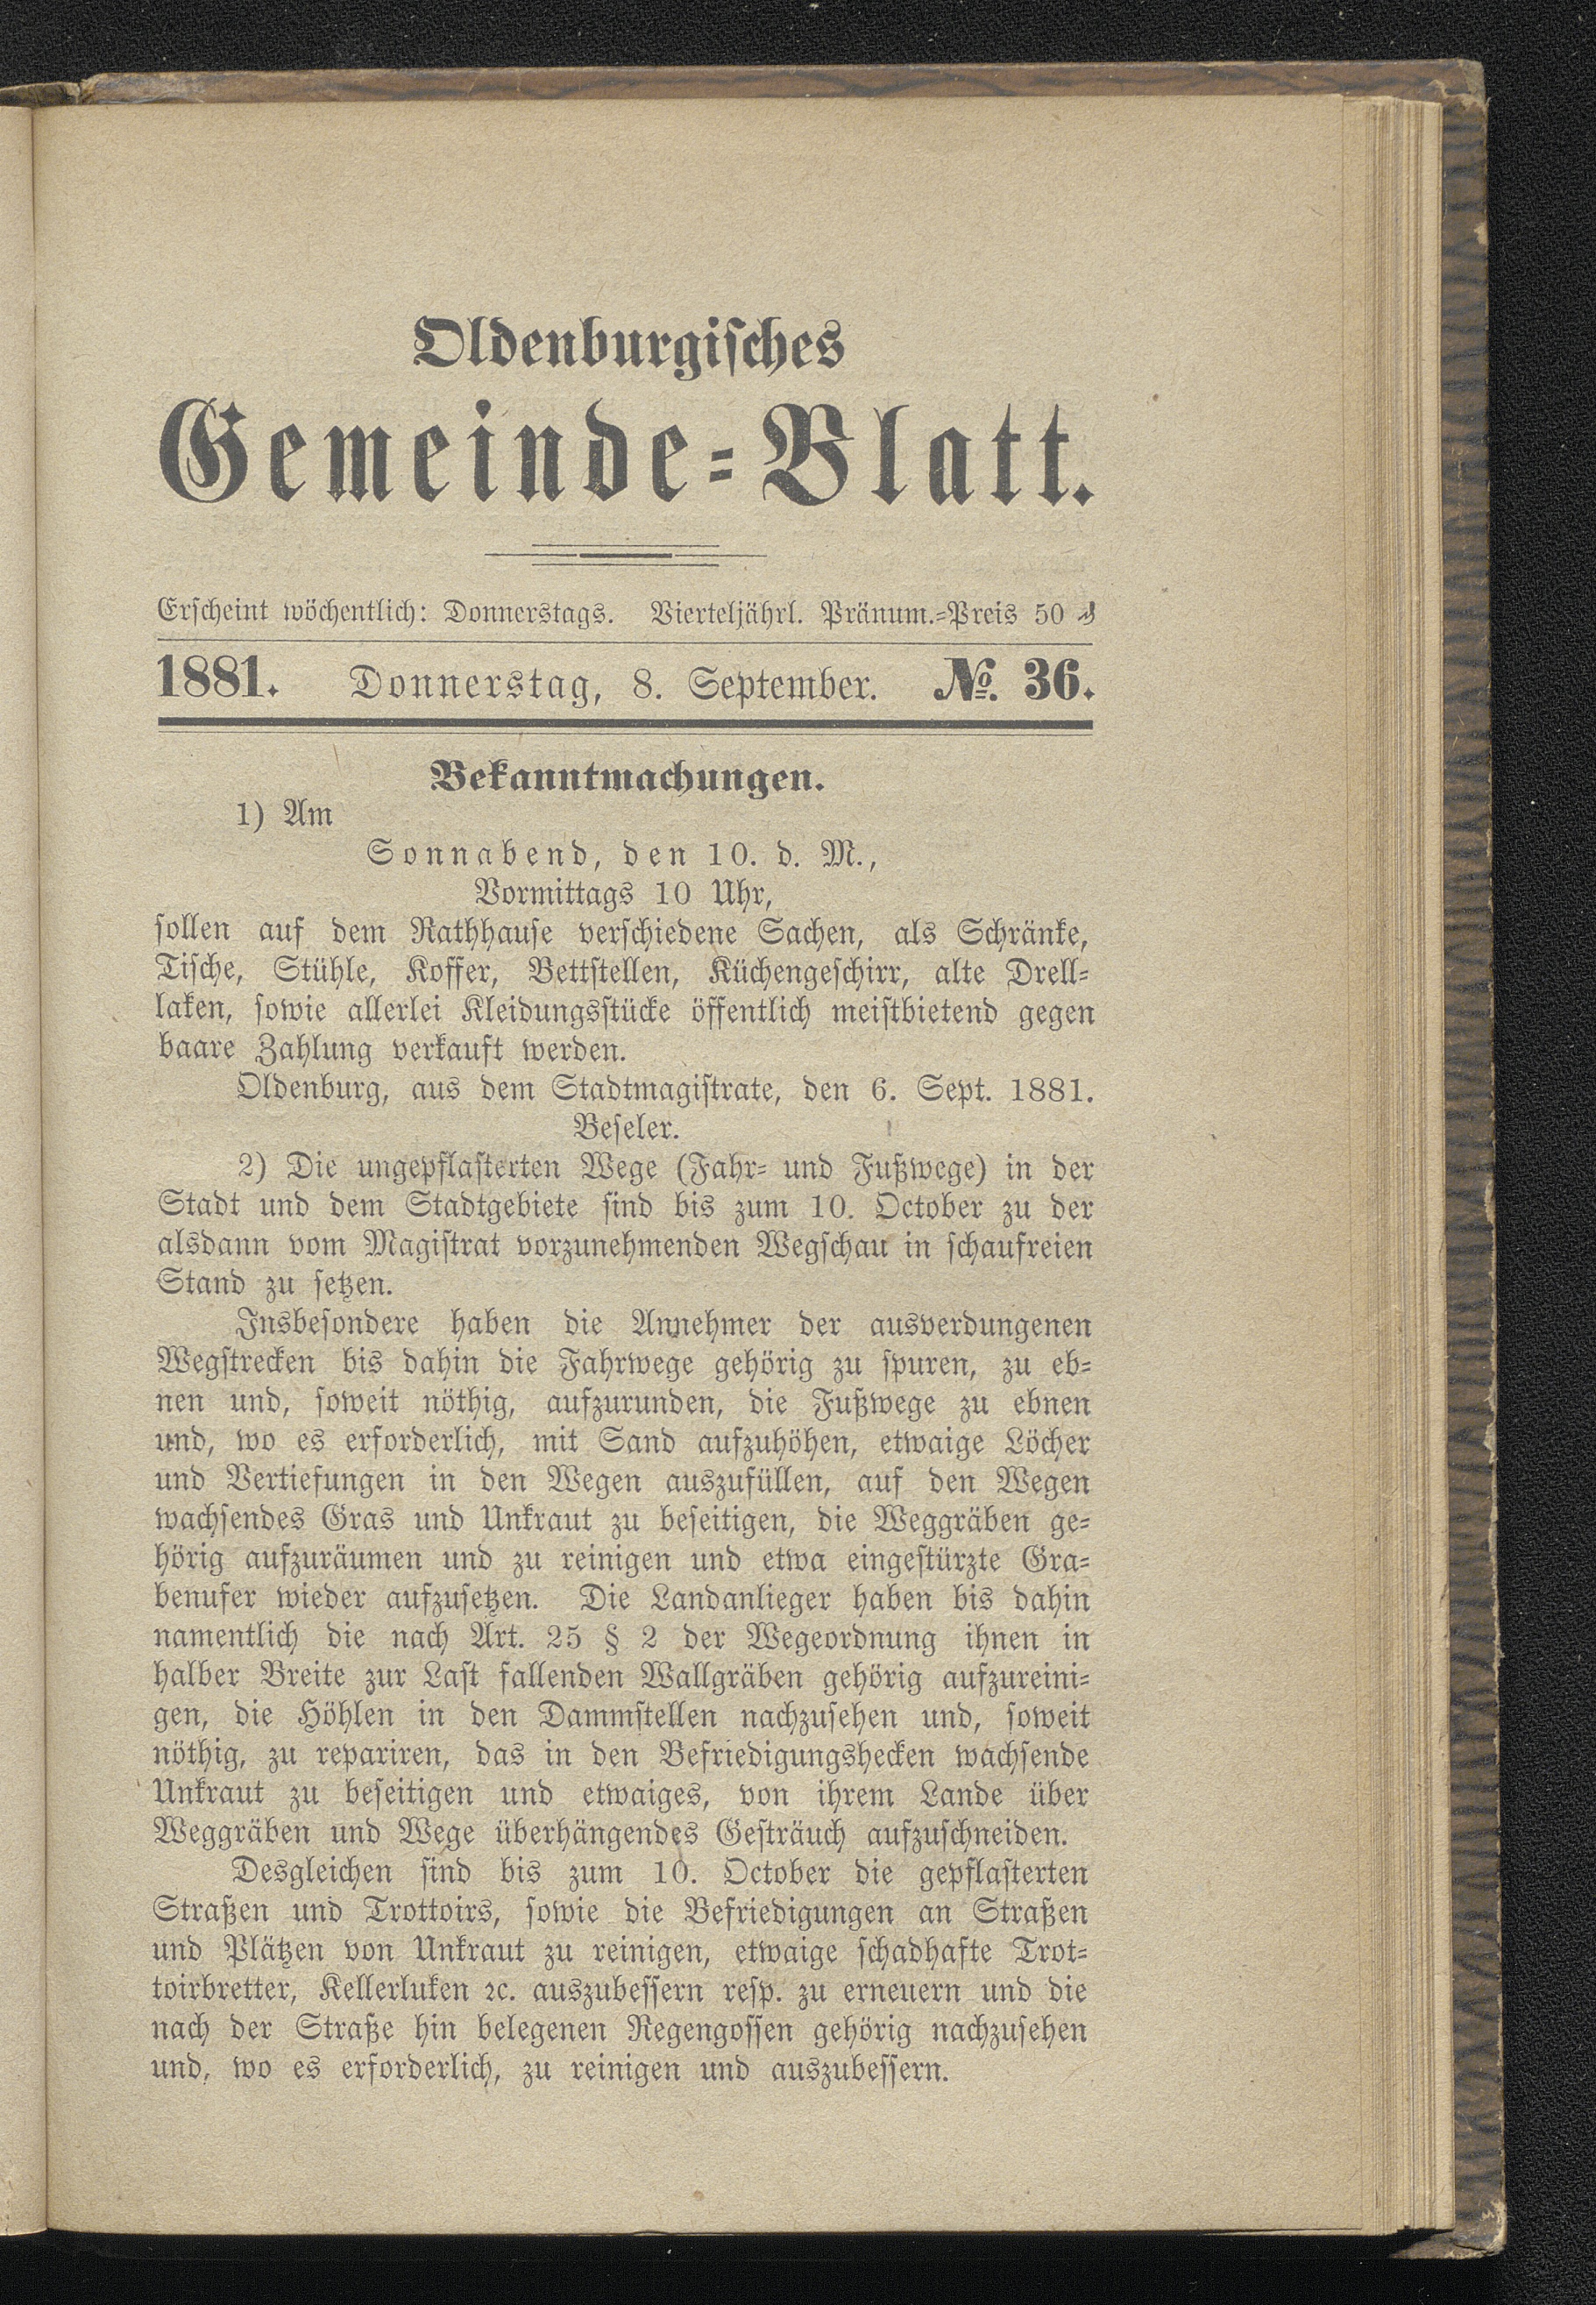 Oldenburgisches
Gemeinde-Blatt.
Erscheint wöchentlich: Donnerstags. Vierteljährl. Pränum.-Preis 50 ₰
1881. Donnerstag, 8. September. №. 36.
Bekanntmachungen.
1) Am
Sonnabend, den 10. d. M.,
Vormittags 10 Uhr,
sollen auf dem Rathhause verschiedene Sachen, als Schränke,
Tische, Stühle, Koffer, Bettstellen, Küchengeschirr, alte Drell-
laken, sowie allerlei Kleidungsstücke öffentlich meistbietend gegen
baare Zahlung verkauft werden.
Oldenburg, aus dem Stadtmagistrate, den 6. Sept. 1881.
Beseler.
2) Die ungepflasterten Wege (Fahr- und Fußwege) in der
Stadt und dem Stadtgebiete sind bis zum 10. October zu der
alsdann vom Magistrat vorzunehmenden Wegschau in schaufreien
Stand zu setzen.
Insbesondere haben die Annehmer der ausverdungenen
Wegstrecken bis dahin die Fahrwege gehörig zu spuren, zu eb-
nen und, soweit nöthig, aufzurunden, die Fußwege zu ebnen
und, wo es erforderlich, mit Sand aufzuhöhen, etwaige Löcher
und Vertiefungen in den Wegen auszufüllen, auf den Wegen
wachsendes Gras und Unkraut zu beseitigen, die Weggräben ge-
hörig aufzuräumen und zu reinigen und etwa eingestürzte Gra-
benufer wieder aufzusetzen. Die Landanlieger haben bis dahin
namentlich die nach Art. 25 § 2 der Wegeordnung ihnen in
halber Breite zur Last fallenden Wallgräben gehörig aufzureini-
gen, die Höhlen in den Dammstellen nachzusehen und, soweit
nöthig, zu repariren, das in den Befriedigungshecken wachsende
Unkraut zu beseitigen und etwaiges, von ihrem Lande über
Weggräben und Wege überhängendes Gesträuch aufzuschneiden.
Desgleichen sind bis zum 10. October die gepflasterten
Straßen und Trottoirs, sowie die Befriedigungen an Straßen
und Plätzen von Unkraut zu reinigen, etwaige schadhafte Trot-
toirbretter, Kellerluken ꝛc. auszubessern resp. zu erneuern und die
nach der Straße hin belegenen Regengossen gehörig nachzusehen
und, wo es erforderlich, zu reinigen und auszubessern.